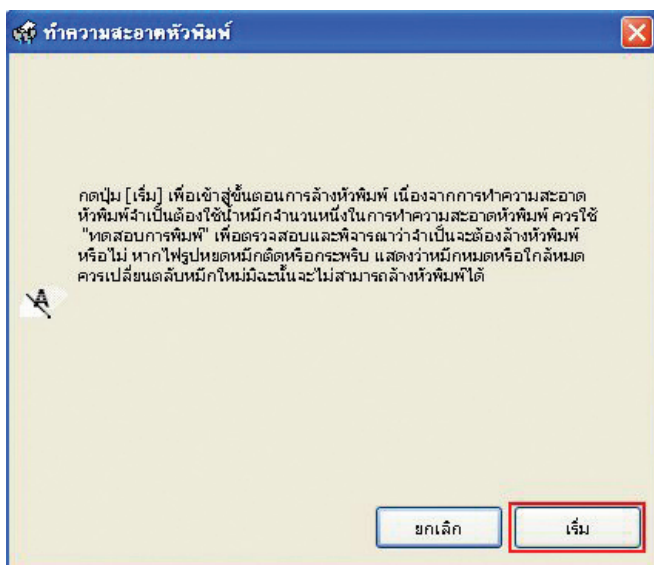 ทำความสะอาดหัวพิมพ์
กดปุ่ม [เริ่ม] เพื่อเข้าสู่ขั้นตอนการล้างหัวพิมพ์ เนื่องจากการทำความสะอาด
หัวพิมพ์จำเป็นต้องใช้น้ำหมึกจำนวนหนึ่งในการทำความสะอาดหัวพิมพ์ ควรใช้
"ทดสอบการพิมพ์" เพื่อตรวจสอบและพิจารณาว่าจำเป็นจะต้องล้างหัวพิมพ์
หรือไม่ หากไฟรูปหยดหมึกติดหรือกระพริบ แสดงว่าหมึกหมดหรือใกล้หมด
ควรเปลี่ยนตลับหมึกใหม่มิฉะนั้นจะไม่สามารถล้างหัวพิมพ์ได้
ยกเลิก
เริ่ม